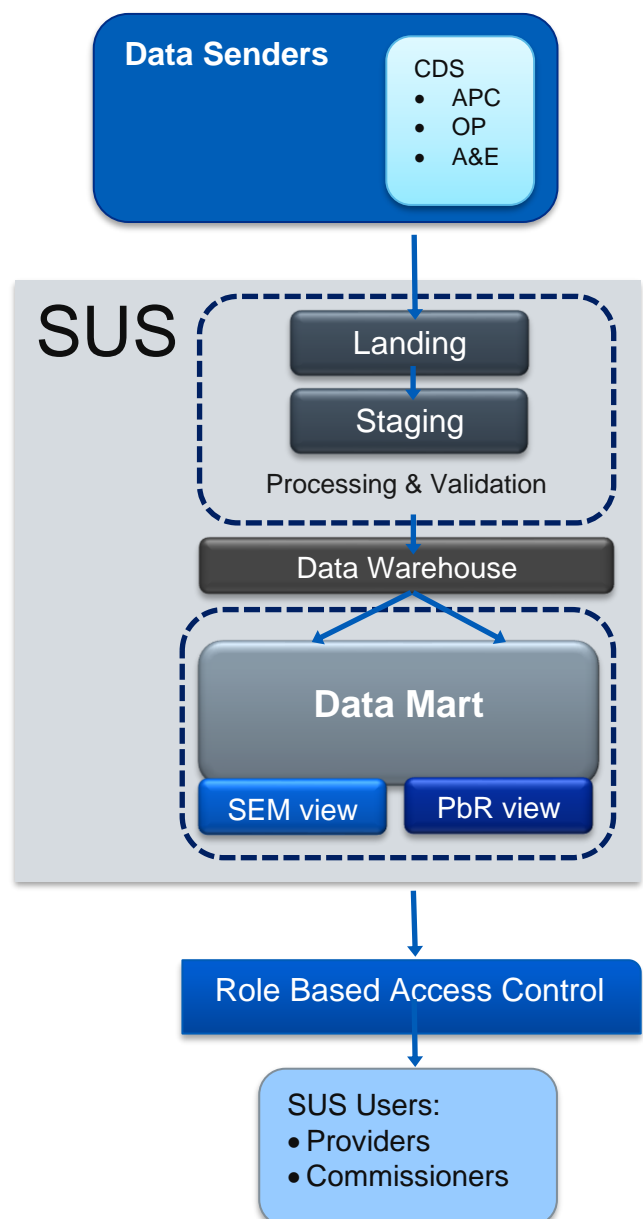 Data Senders
CDS
• APC
• OP
• A&E
SUS
Landing
Staging
Processing & Validation
Data Warehouse
Data Mart
SEM view
PbR view
Role Based Access Control
SUS Users:
• Providers
• Commissioners